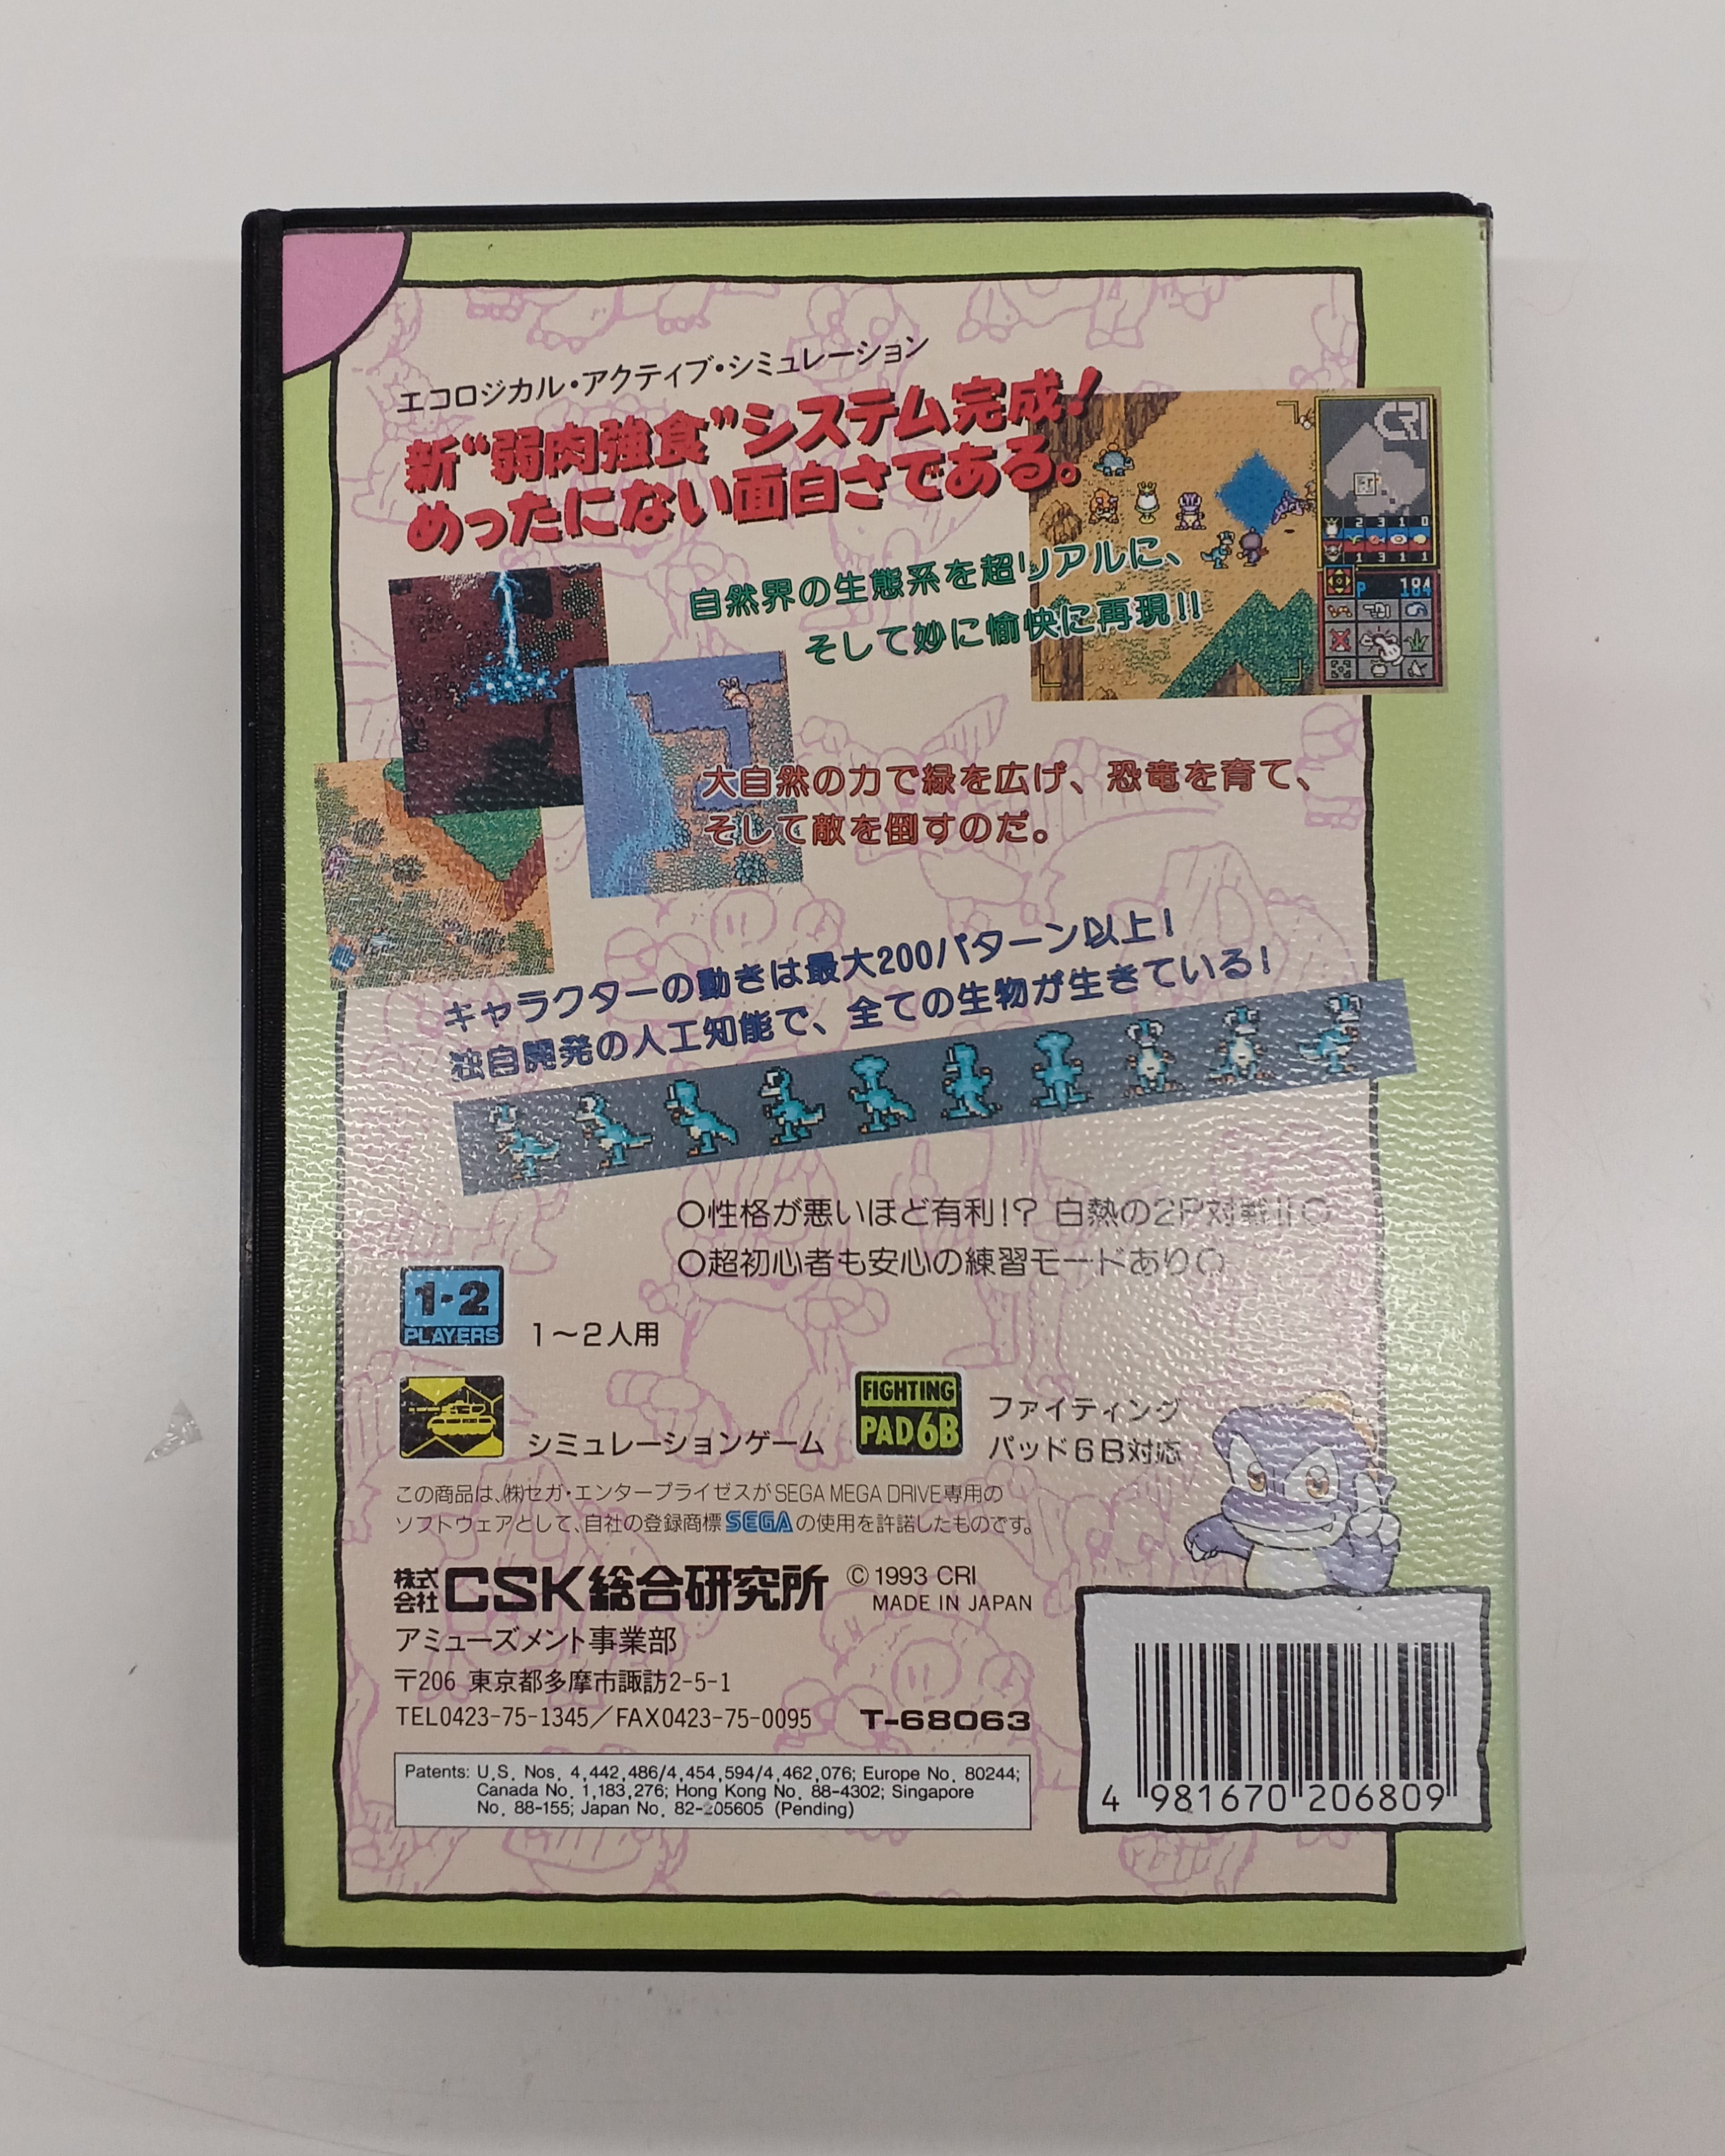 エコロジカル・アクティブ・シミュレーション
新“弱肉強食”システム完成!
めったにない面白さである。
CRI
2 3 1 0
1 3 1 1
P 184
自然界の生態系を超リアルに、
そして妙に愉快に再現!!
大自然の力で緑を広げ、恐竜を育て、
そして敵を倒すのだ。
キャラクターの動きは最大200パターン以上!
独自開発の人工知能で、全ての生物が生きている!
○性格が悪いほど有利!? 白熱の2P対戦!!○
○超初心者も安心の練習モードあり○
1-2
PLAYERS
1～2人用
シミュレーションゲーム
FIGHTING
PAD6B
ファイティング
パッド6B対応
この商品は、㈱セガ・エンタープライゼスがSEGA MEGA DRIVE専用の
ソフトウェアとして、自社の登録商標SEGAの使用を許諾したものです。
株式会社CSK総合研究所
©1993 CRI
MADE IN JAPAN
アミューズメント事業部
〒206 東京都多摩市諏訪2-5-1
TEL0423-75-1345／FAX0423-75-0095
T-68063
Patents: U.S. Nos. 4,442,486/4,454,594/4,462,076; Europe No. 80244;
Canada No. 1,183,276; Hong Kong No. 88-4302; Singapore
No. 88-155; Japan No. 82-205605 (Pending)
4 981670 206809